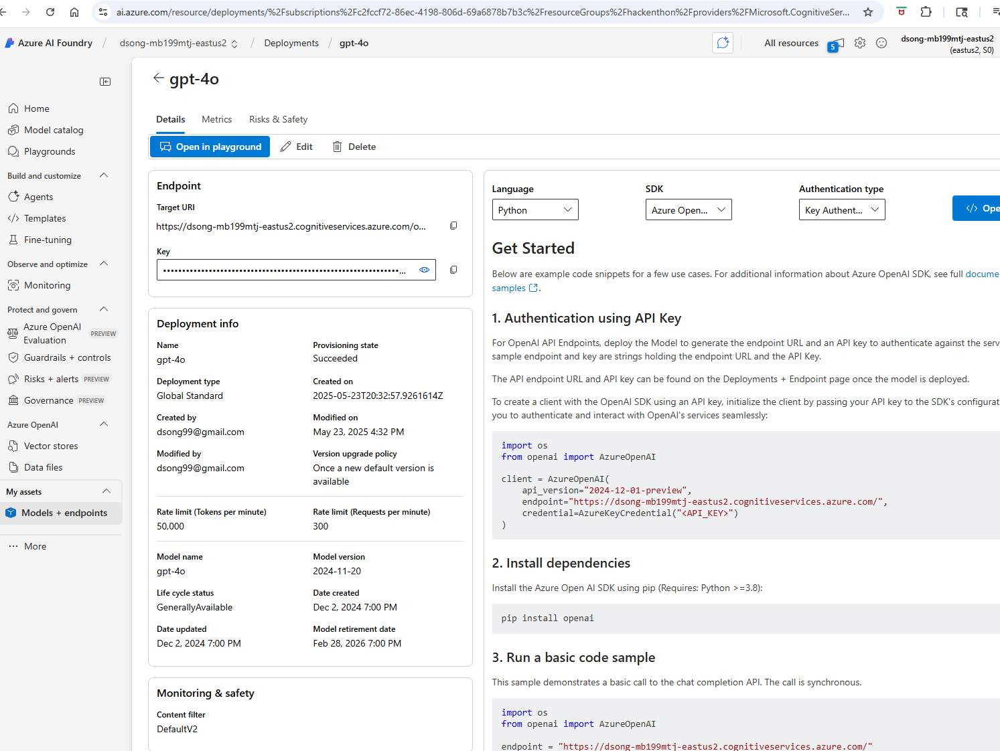 ai.azure.com/resource/deployments/%2Fsubscriptions%2Fc2fccf72-86ec-4198-806d-69a6878b7b3c%2FresourceGroups%2Fhackenthon%2Fproviders%2FMicrosoft.CognitiveSer...
Azure AI Foundry / dsong-mb199mtj-eastus2 / Deployments / gpt-4o
All resources
5
dsong-mb199mtj-eastus2
(eastus2, S0)
Home
Model catalog
Playgrounds
Build and customize
Agents
Templates
Fine-tuning
Observe and optimize
Monitoring
Protect and govern
Azure OpenAI
Evaluation
PREVIEW
Guardrails + controls
Risks + alerts PREVIEW
Governance PREVIEW
Azure OpenAI
Vector stores
Data files
My assets
Models + endpoints
More
gpt-4o
Details Metrics Risks & Safety
Open in playground Edit Delete
Endpoint
Target URI
https://dsong-mb199mtj-eastus2.cognitiveservices.azure.com/o...
Key
Deployment info
Name
gpt-4o
Provisioning state
Succeeded
Deployment type
Global Standard
Created on
2025-05-23T20:32:57.9261614Z
Created by
dsong99@gmail.com
Modified on
May 23, 2025 4:32 PM
Modified by
dsong99@gmail.com
Version upgrade policy
Once a new default version is
available
Rate limit (Tokens per minute)
50,000
Rate limit (Requests per minute)
300
Model name
gpt-4o
Model version
2024-11-20
Life cycle status
GenerallyAvailable
Date created
Dec 2, 2024 7:00 PM
Date updated
Dec 2, 2024 7:00 PM
Model retirement date
Feb 28, 2026 7:00 PM
Monitoring & safety
Content filter
DefaultV2
Language
Python
SDK
Azure Open...
Authentication type
Key Authent...
</> Ope
Get Started
Below are example code snippets for a few use cases. For additional information about Azure OpenAI SDK, see full docume
samples .
1. Authentication using API Key
For OpenAI API Endpoints, deploy the Model to generate the endpoint URL and an API key to authenticate against the serv
sample endpoint and key are strings holding the endpoint URL and the API Key.
The API endpoint URL and API key can be found on the Deployments + Endpoint page once the model is deployed.
To create a client with the OpenAI SDK using an API key, initialize the client by passing your API key to the SDK's configurat
you to authenticate and interact with OpenAI's services seamlessly:
import os
from openai import AzureOpenAI
client = AzureOpenAI(
api_version="2024-12-01-preview",
endpoint="https://dsong-mb199mtj-eastus2.cognitiveservices.azure.com/",
credential=AzureKeyCredential("<API_KEY>")
)
2. Install dependencies
Install the Azure Open AI SDK using pip (Requires: Python >=3.8):
pip install openai
3. Run a basic code sample
This sample demonstrates a basic call to the chat completion API. The call is synchronous.
import os
from openai import AzureOpenAI
endpoint = "https://dsong-mb199mtj-eastus2.cognitiveservices.azure.com/"